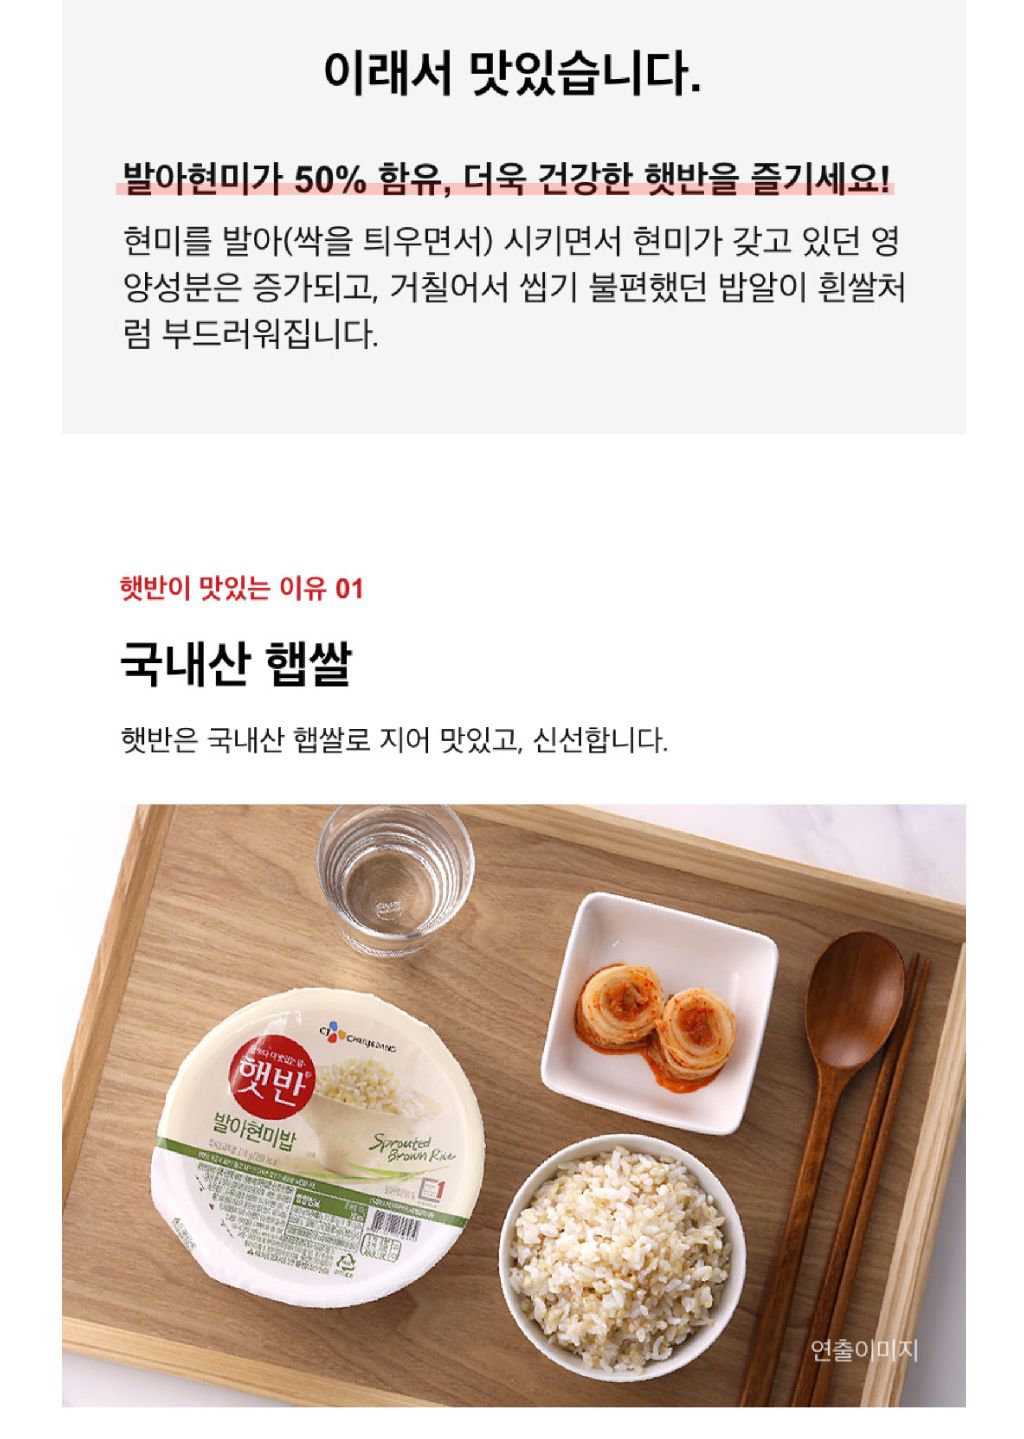 이래서 맛있습니다.
발아현미가 50% 함유, 더욱 건강한 햇반을 즐기세요!
현미를 발아(싹을 틔우면서) 시키면서 현미가 갖고 있던 영
양성분은 증가되고, 거칠어서 씹기 불편했던 밥알이 흰쌀처
럼 부드러워집니다.
햇반이 맛있는 이유 01
국내산 햅쌀
햇반은 국내산 햅쌀로 지어 맛있고, 신선합니다.
CJ CHEILJEDANG
햇반
발아현미밥
Sprouted
Brown Rice
영양정보
연출이미지